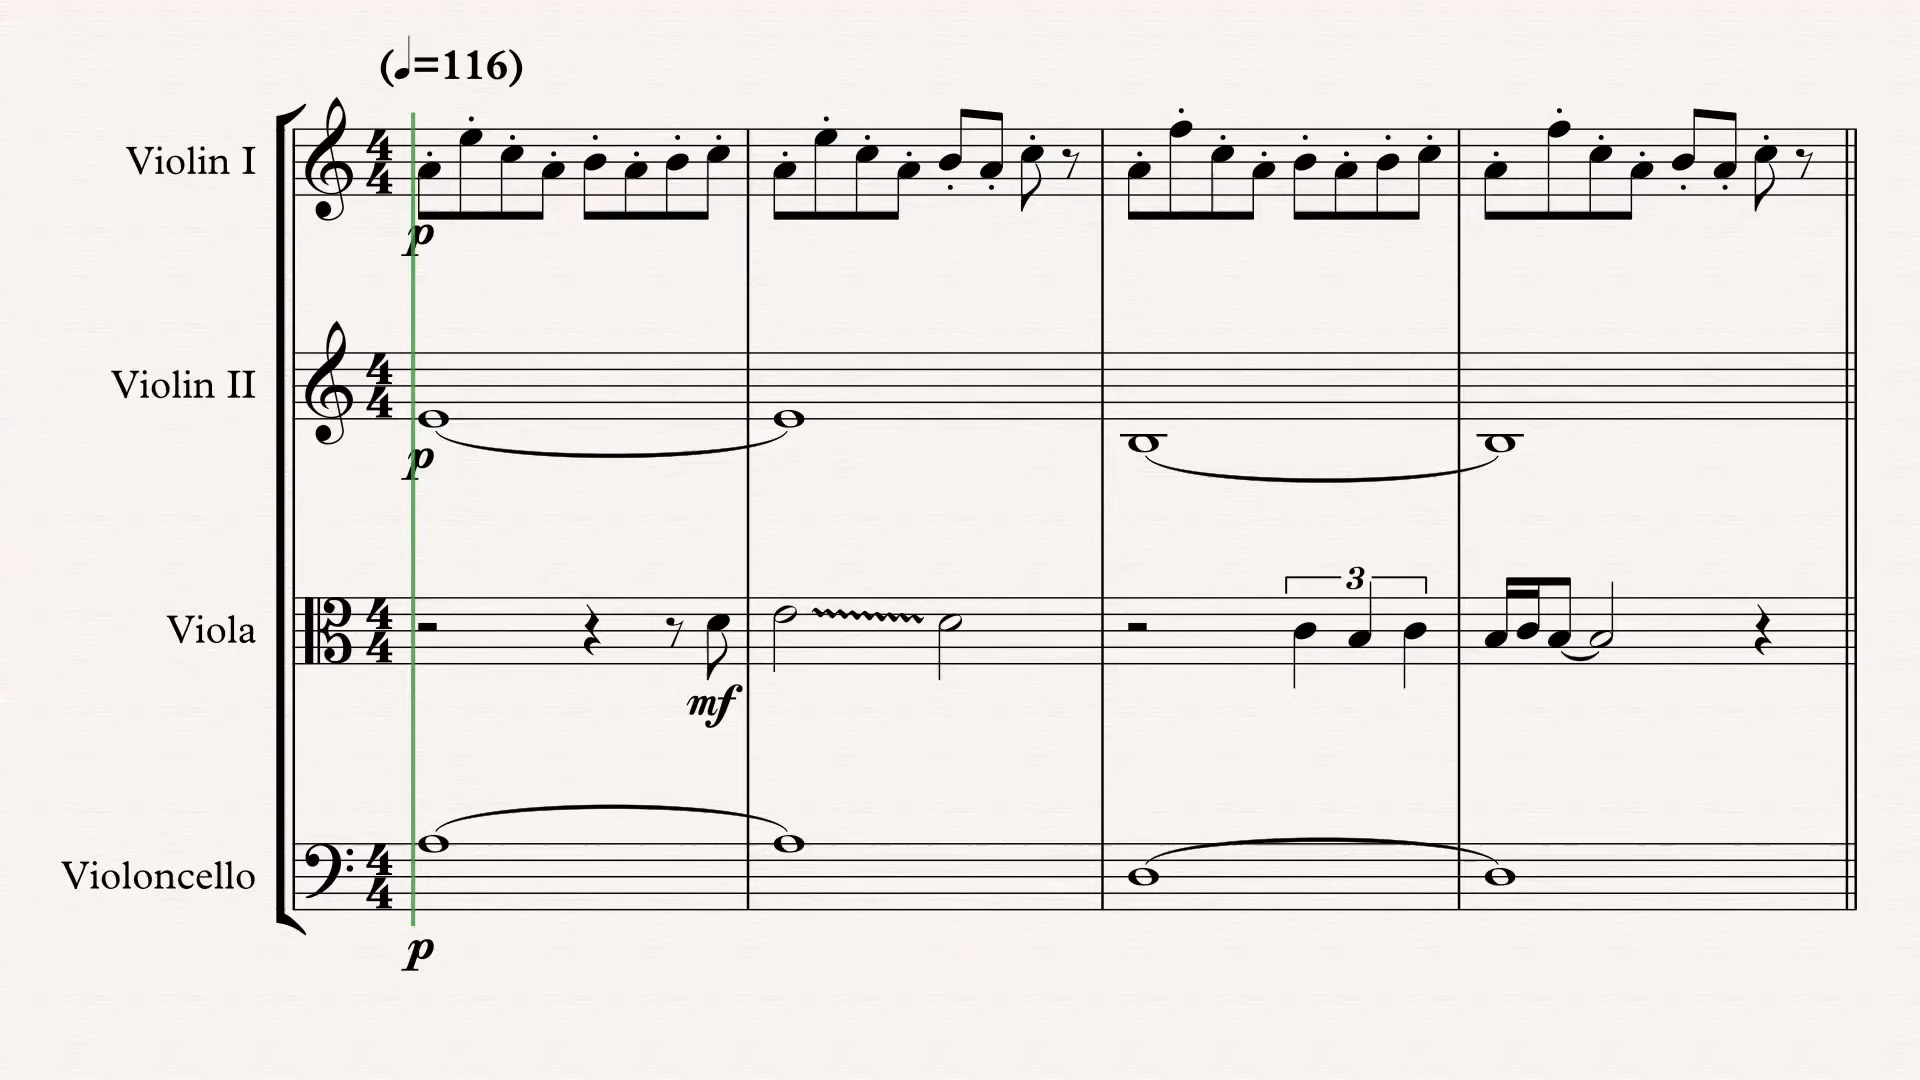 (♩=116)
Violin I
p
Violin II
p
Viola
3
mf
Violoncello
p